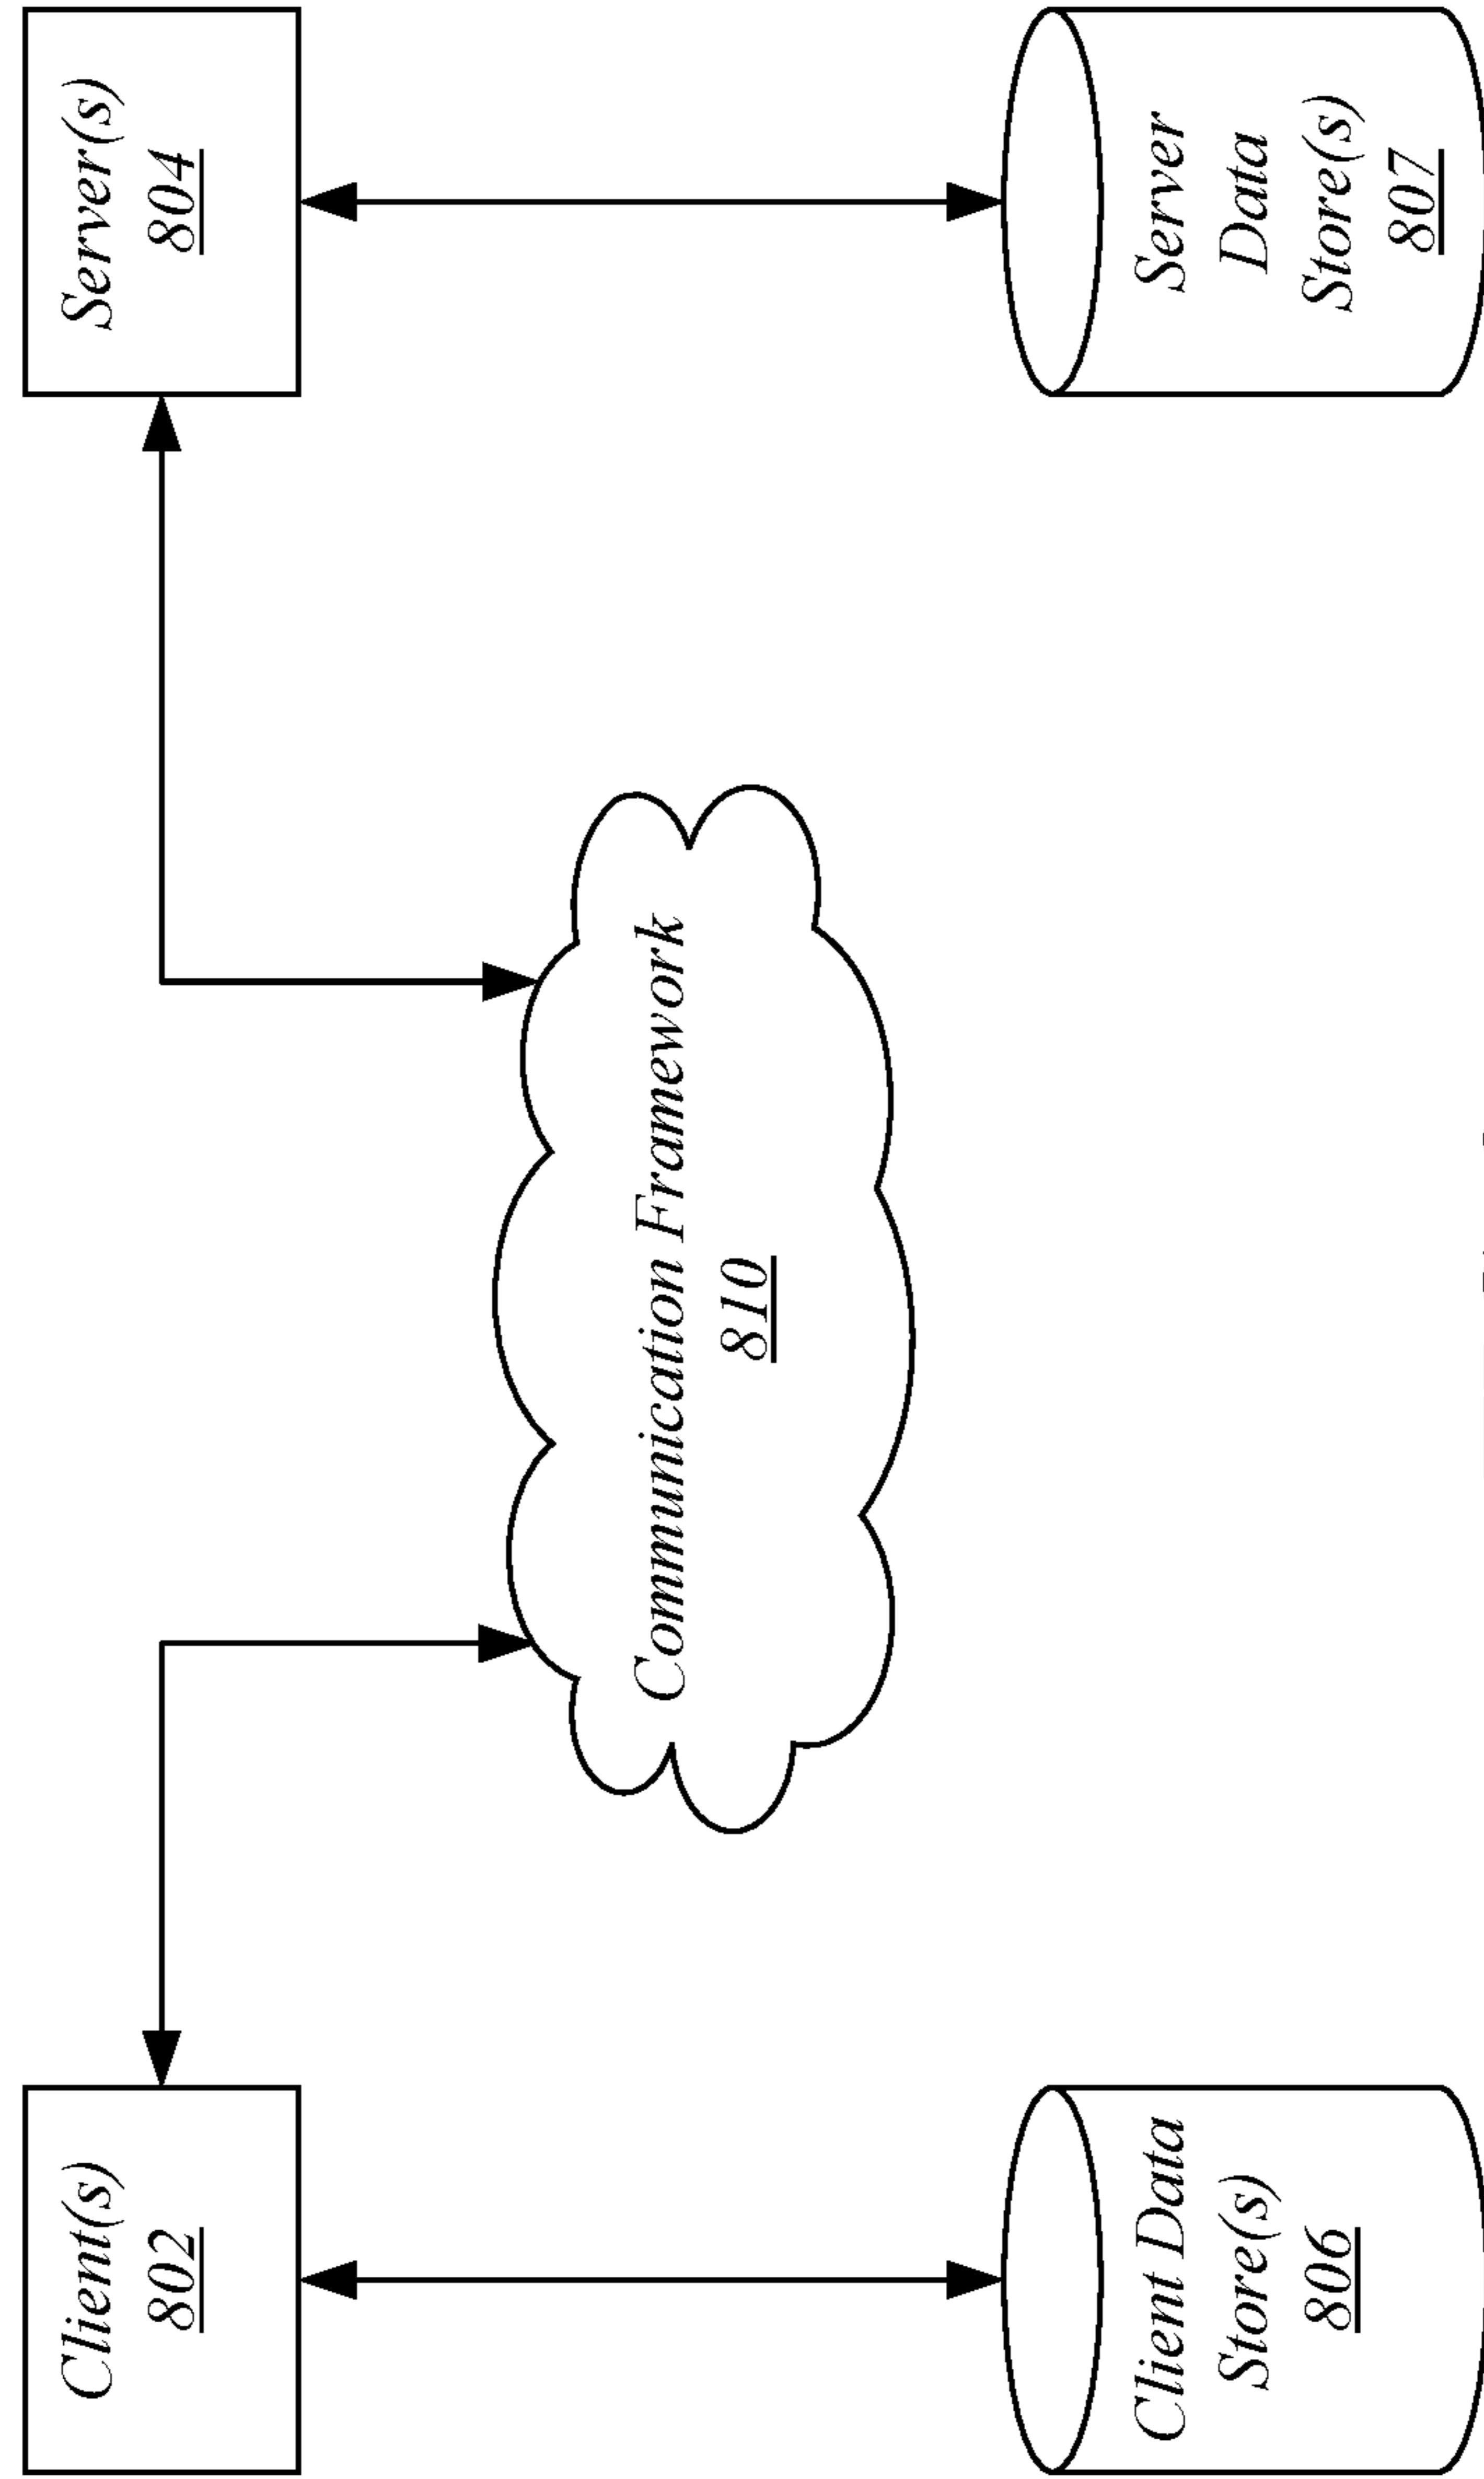 Client(s)
802
Server(s)
804
Communication Framework
810
Client Data
Store(s)
806
Server
Data
Store(s)
807